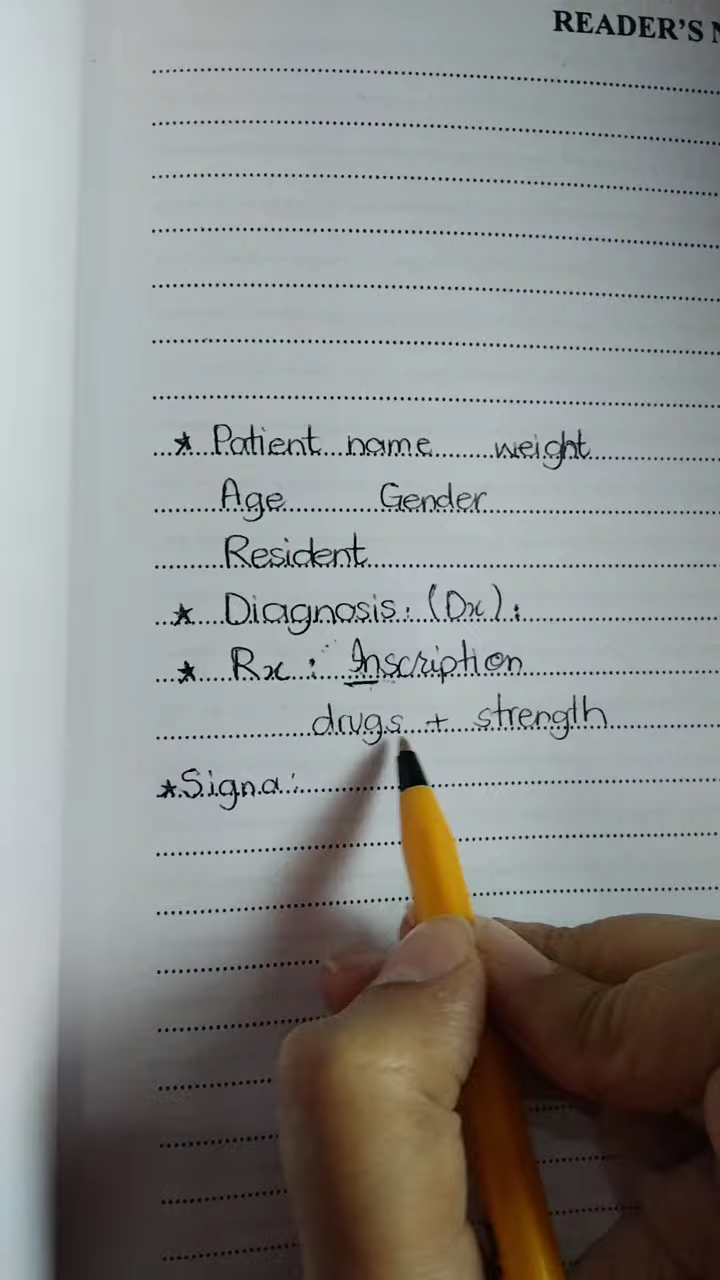 READER'S
★ Patient name weight
Age Gender
Resident
★ Diagnosis: (Dx):
★ Rx: Inscription
drugs + strength
★ Signa: